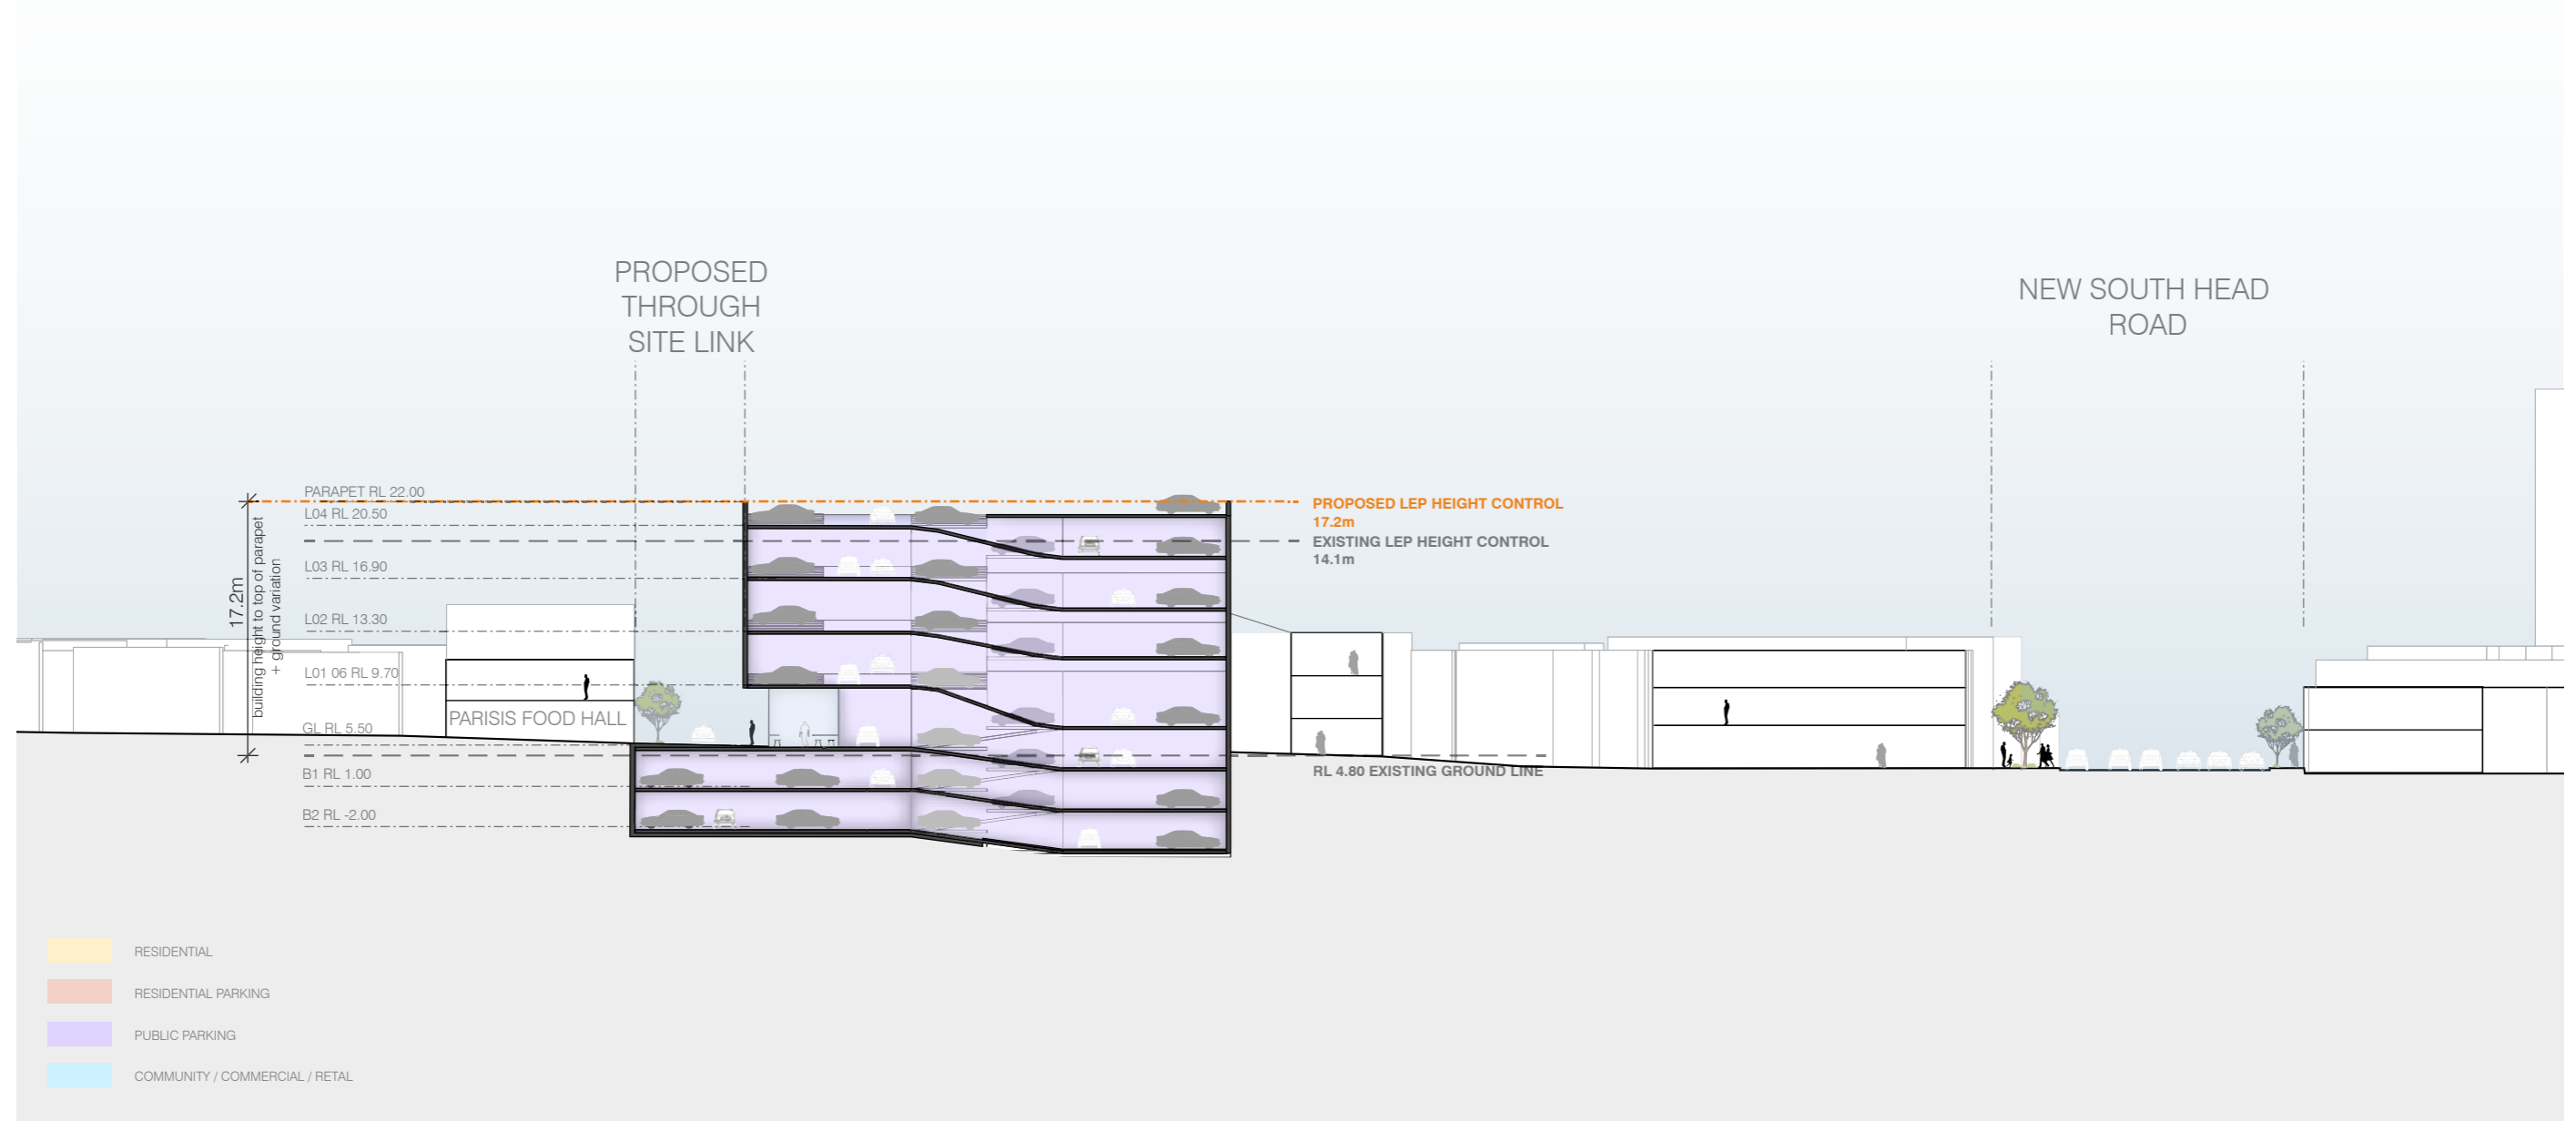 PROPOSED
THROUGH
SITE LINK
NEW SOUTH HEAD
ROAD
PARAPET RL 22.00
L04 RL 20.50
L03 RL 16.90
L02 RL 13.30
L01 06 RL 9.70
GL RL 5.50
B1 RL 1.00
B2 RL -2.00
17.2m
building height to top of parapet
+ ground variation
PROPOSED LEP HEIGHT CONTROL
17.2m
EXISTING LEP HEIGHT CONTROL
14.1m
PARISIS FOOD HALL
RL 4.80 EXISTING GROUND LINE
RESIDENTIAL
RESIDENTIAL PARKING
PUBLIC PARKING
COMMUNITY / COMMERCIAL / RETAL